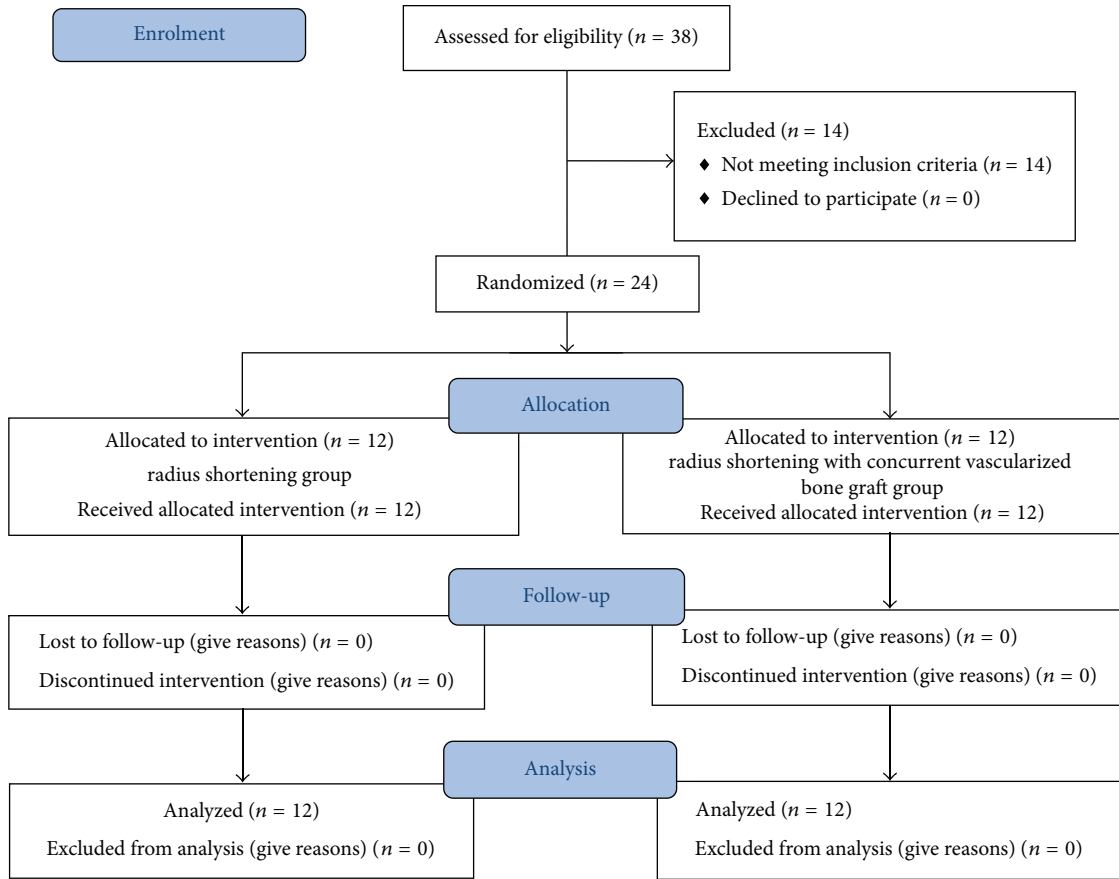 Enrolment
Assessed for eligibility (n = 38)
Excluded (n = 14)
♦ Not meeting inclusion criteria (n = 14)
♦ Declined to participate (n = 0)
Randomized (n = 24)
Allocation
Allocated to intervention (n = 12)
radius shortening group
Received allocated intervention (n = 12)
Allocated to intervention (n = 12)
radius shortening with concurrent vascularized
bone graft group
Received allocated intervention (n = 12)
Follow-up
Lost to follow-up (give reasons) (n = 0)
Discontinued intervention (give reasons) (n = 0)
Lost to follow-up (give reasons) (n = 0)
Discontinued intervention (give reasons) (n = 0)
Analysis
Analyzed (n = 12)
Excluded from analysis (give reasons) (n = 0)
Analyzed (n = 12)
Excluded from analysis (give reasons) (n = 0)